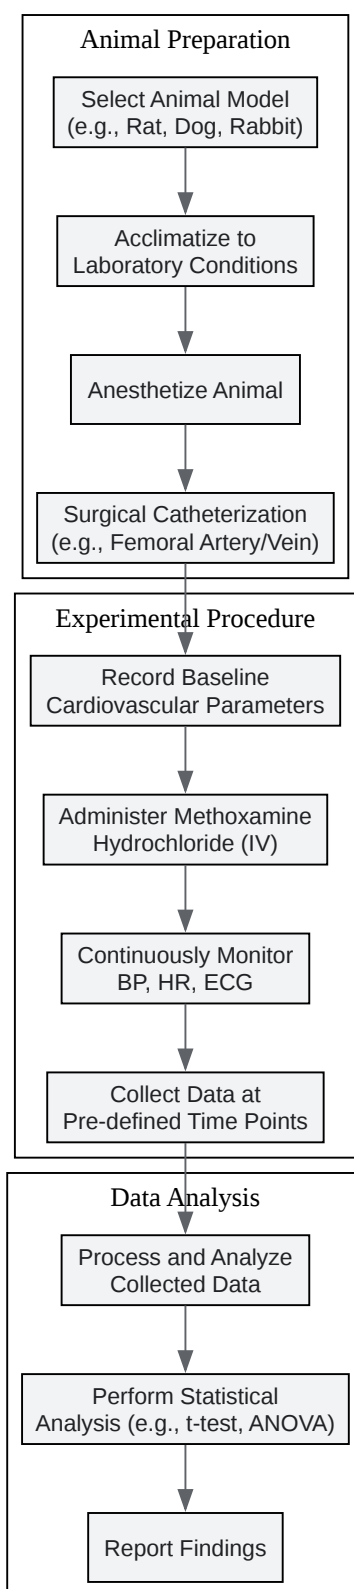 Animal Preparation
Select Animal Model
(e.g., Rat, Dog, Rabbit)
Acclimatize to
Laboratory Conditions
Anesthetize Animal
Surgical Catheterization
(e.g., Femoral Artery/Vein)
Experimental Procedure
Record Baseline
Cardiovascular Parameters
Administer Methoxamine
Hydrochloride (IV)
Continuously Monitor
BP, HR, ECG
Collect Data at
Pre-defined Time Points
Data Analysis
Process and Analyze
Collected Data
Perform Statistical
Analysis (e.g., t-test, ANOVA)
Report Findings